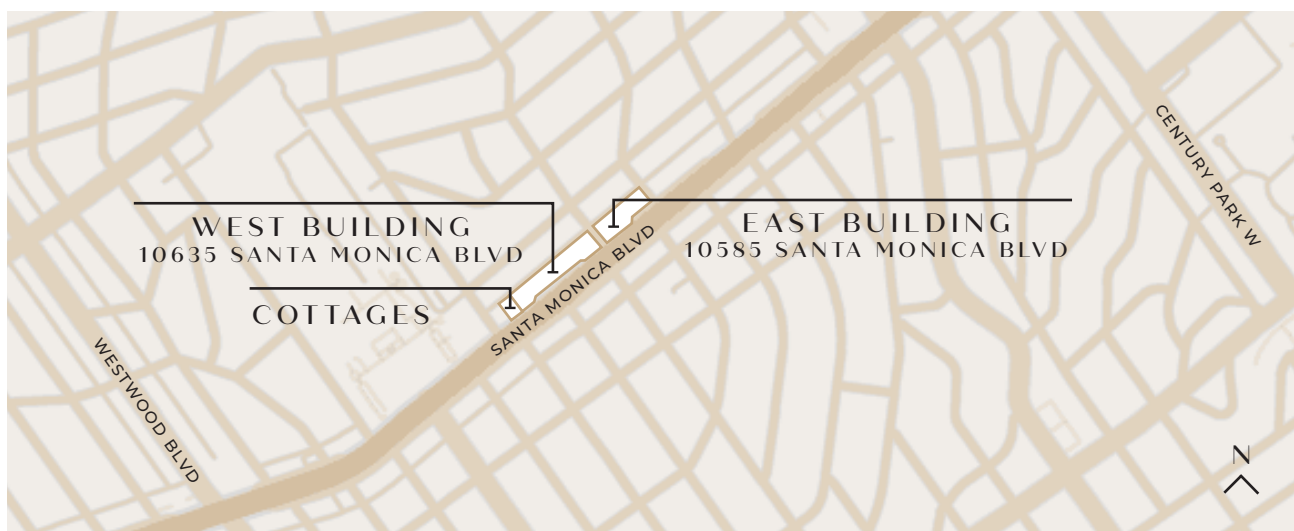 WEST BUILDING
10635 SANTA MONICA BLVD
COTTAGES
EAST BUILDING
10585 SANTA MONICA BLVD
SANTA MONICA BLVD
WESTWOOD BLVD
CENTURY PARK W
N